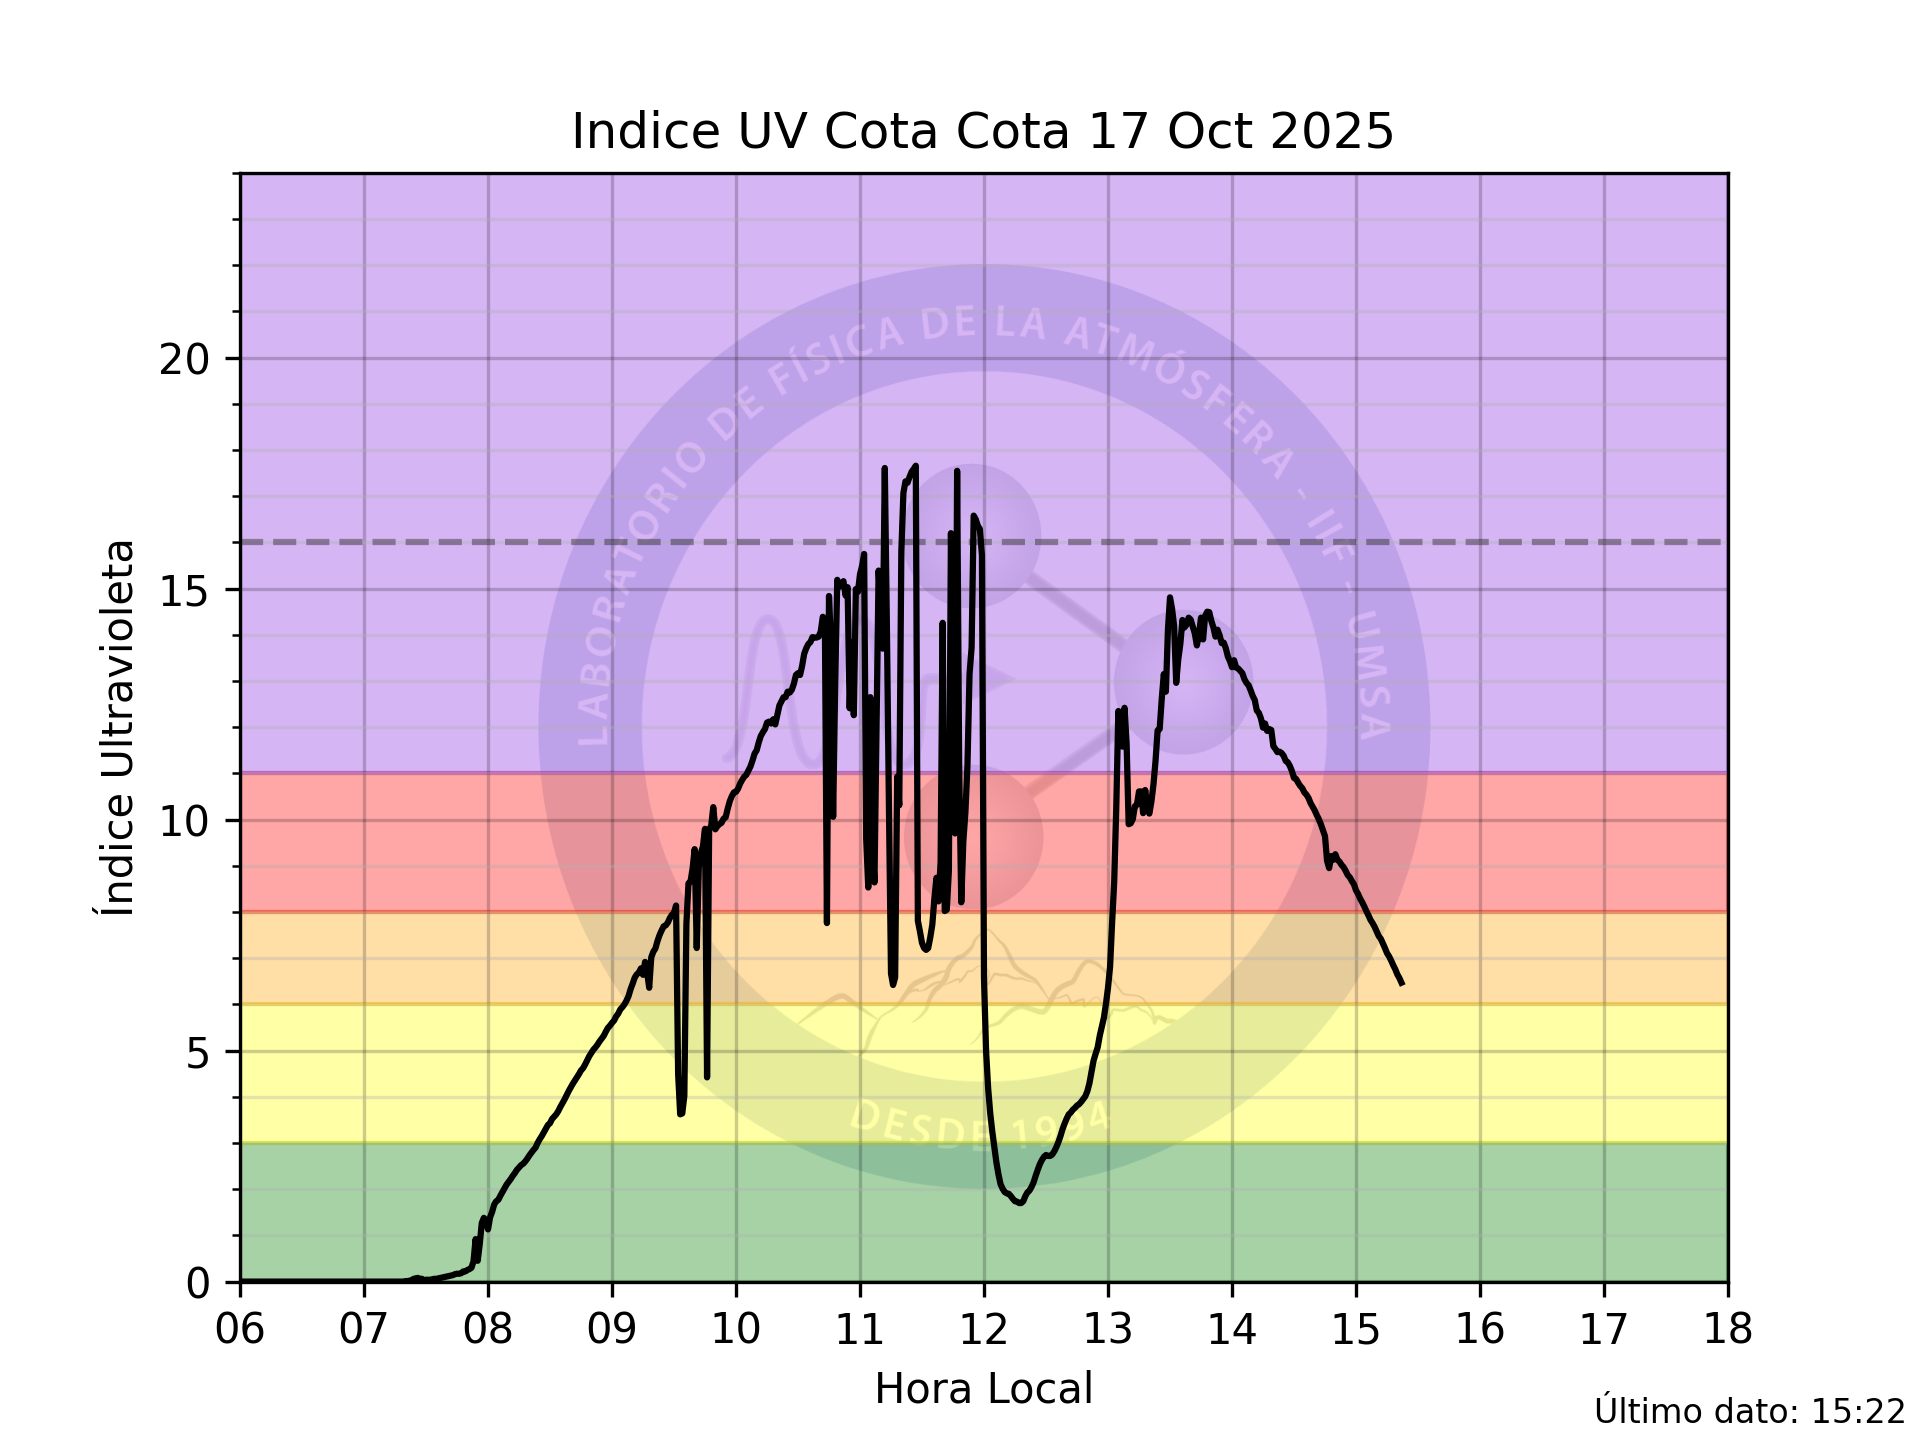 Indice UV Cota Cota 17 Oct 2025
Índice Ultravioleta
20
15
10
5
0
06 07 08 09 10 11 12 13 14 15 16 17 18
Hora Local
LABORATORIO DE FÍSICA DE LA ATMÓSFERA - IIF - UMSA
DESDE 1994
Último dato: 15:22